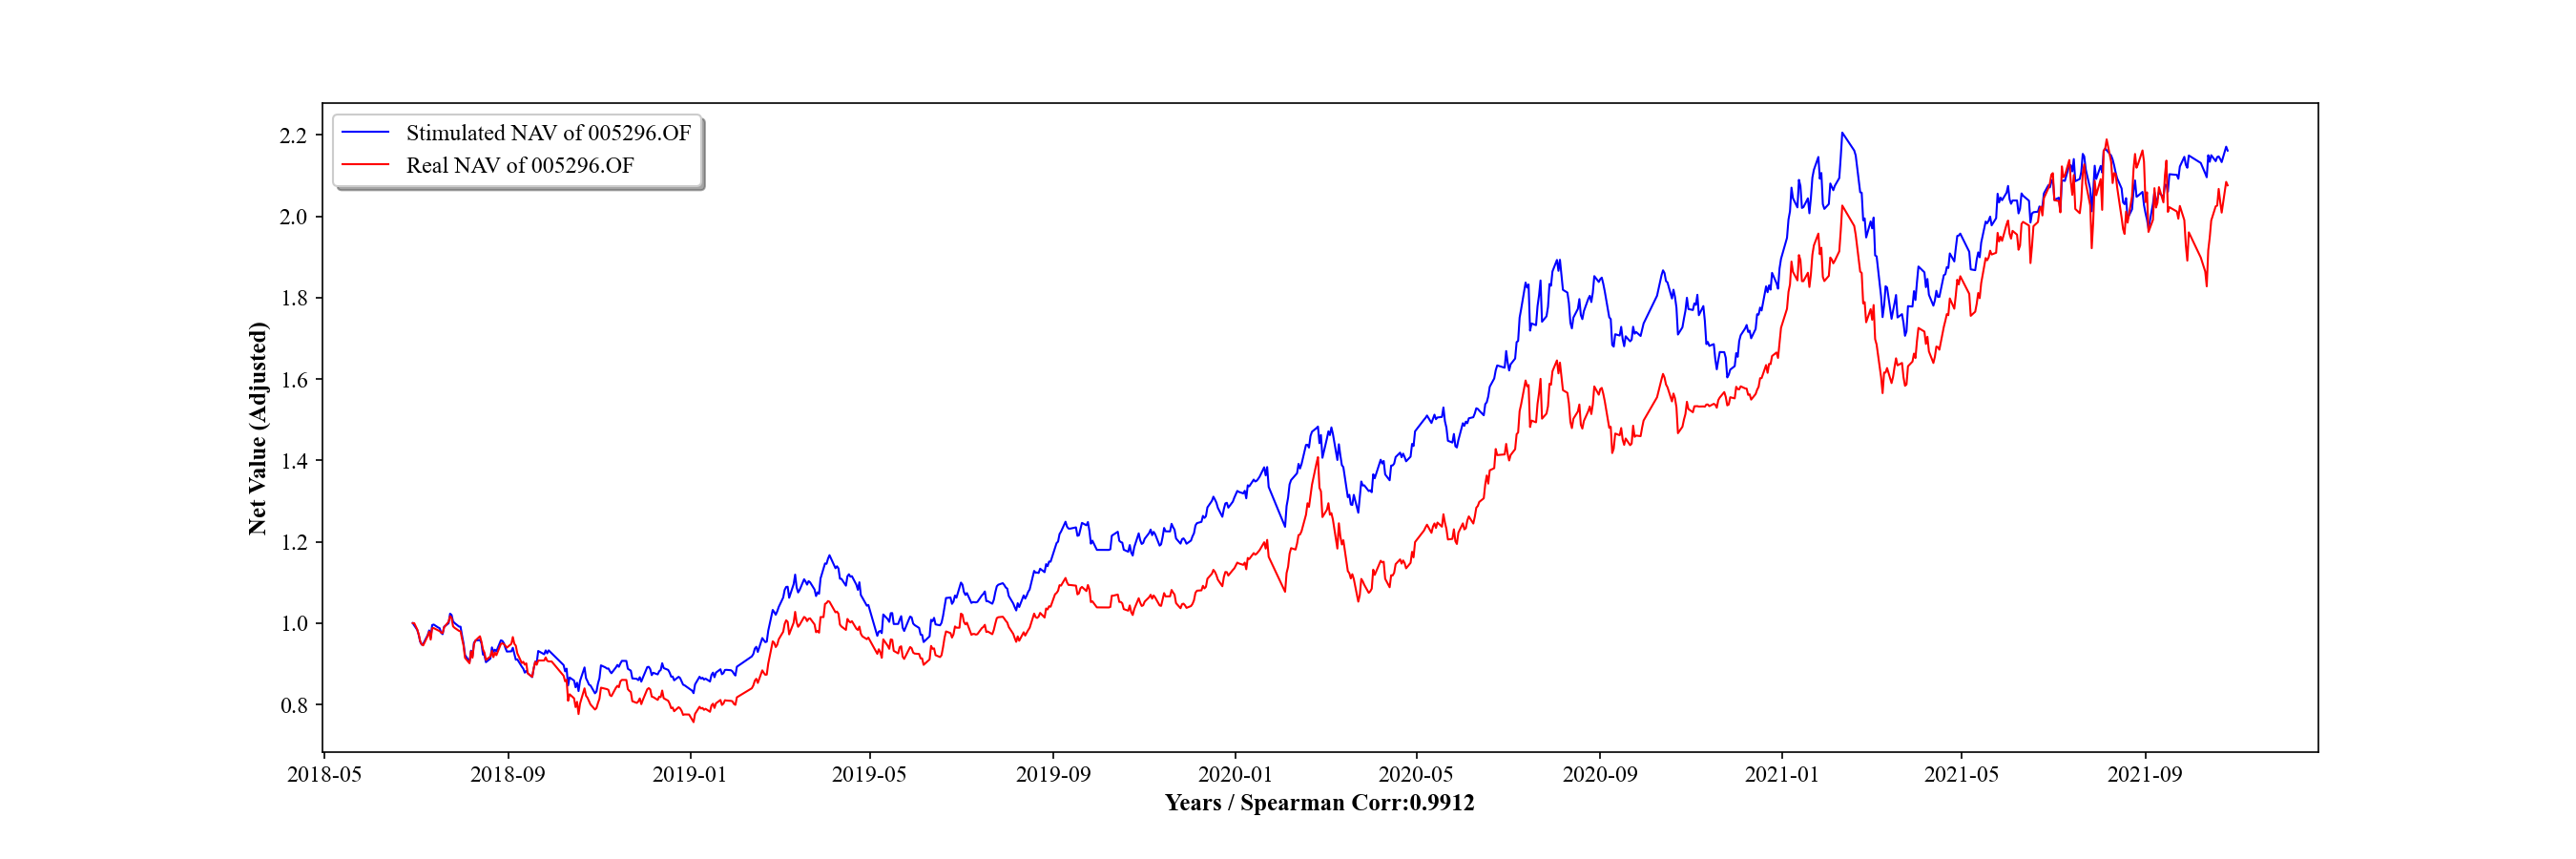 Stimulated NAV of 005296.OF
Real NAV of 005296.OF
Net Value (Adjusted)
2.2
2.0
1.8
1.6
1.4
1.2
1.0
0.8
2018-05 2018-09 2019-01 2019-05 2019-09 2020-01 2020-05 2020-09 2021-01 2021-05 2021-09
Years / Spearman Corr:0.9912